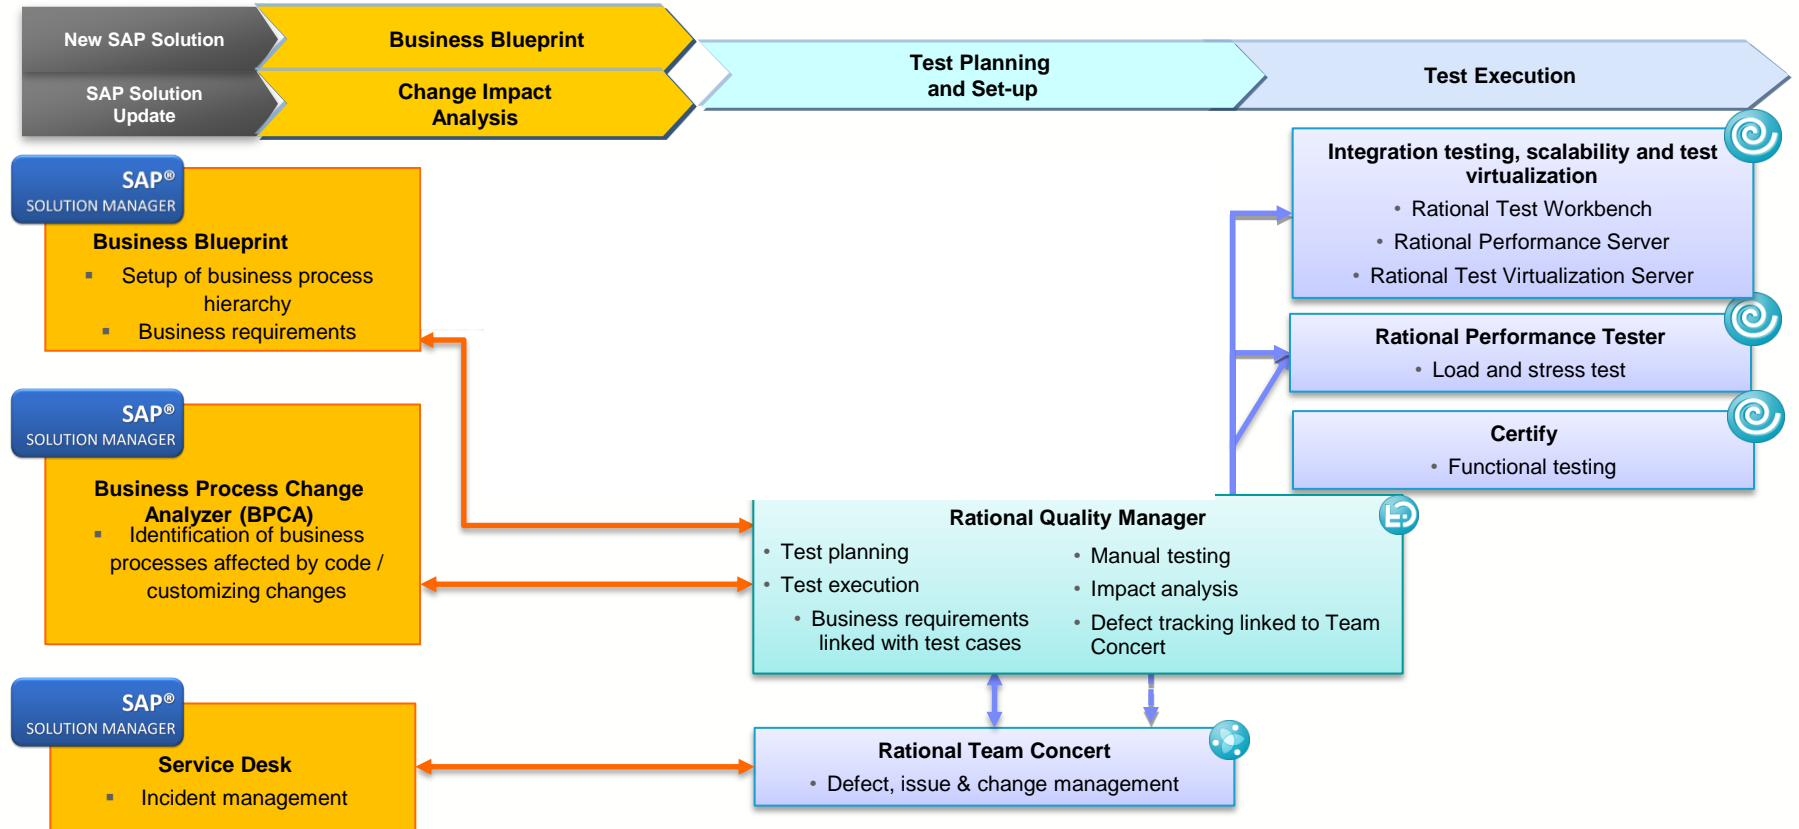 New SAP Solution
Business Blueprint
SAP Solution
Update
Change Impact
Analysis
Test Planning
and Set-up
Test Execution
SAP®
SOLUTION MANAGER
Business Blueprint
▪ Setup of business process
hierarchy
▪ Business requirements
SAP®
SOLUTION MANAGER
Business Process Change
Analyzer (BPCA)
▪ Identification of business
processes affected by code /
customizing changes
SAP®
SOLUTION MANAGER
Service Desk
▪ Incident management
Integration testing, scalability and test
virtualization
• Rational Test Workbench
• Rational Performance Server
• Rational Test Virtualization Server
Rational Performance Tester
• Load and stress test
Certify
• Functional testing
Rational Quality Manager
• Test planning
• Test execution
• Business requirements
linked with test cases
• Manual testing
• Impact analysis
• Defect tracking linked to Team
Concert
Rational Team Concert
• Defect, issue & change management